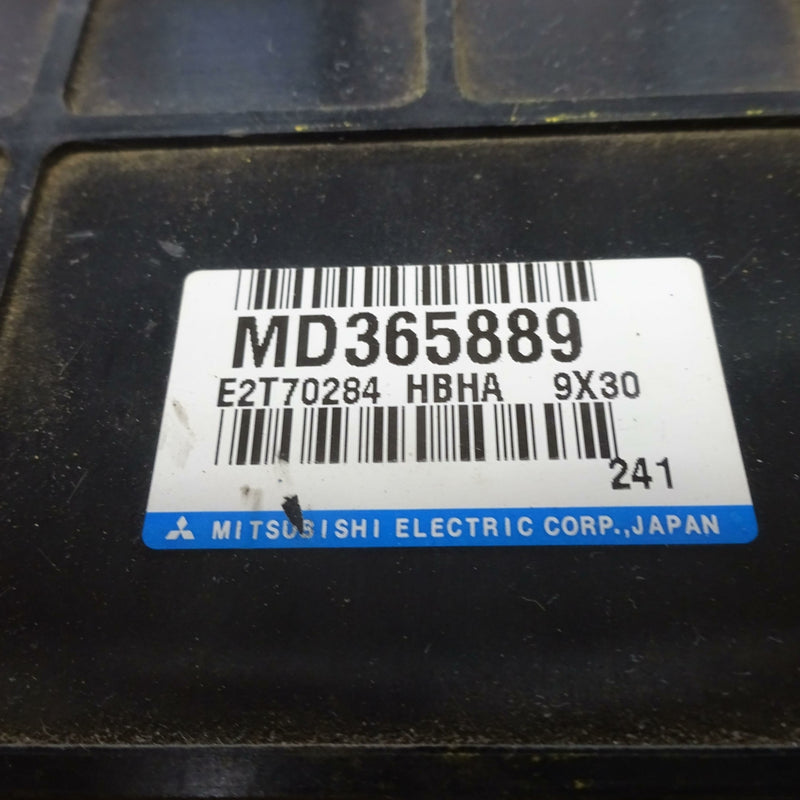 MD365889
E2T70284 HBHA 9X30
241
MITSUBISHI ELECTRIC CORP.,JAPAN